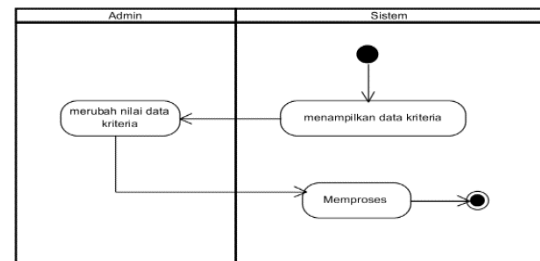 Admin
Sistem
merubah nilai data
kriteria
menampilkan data kriteria
Memproses